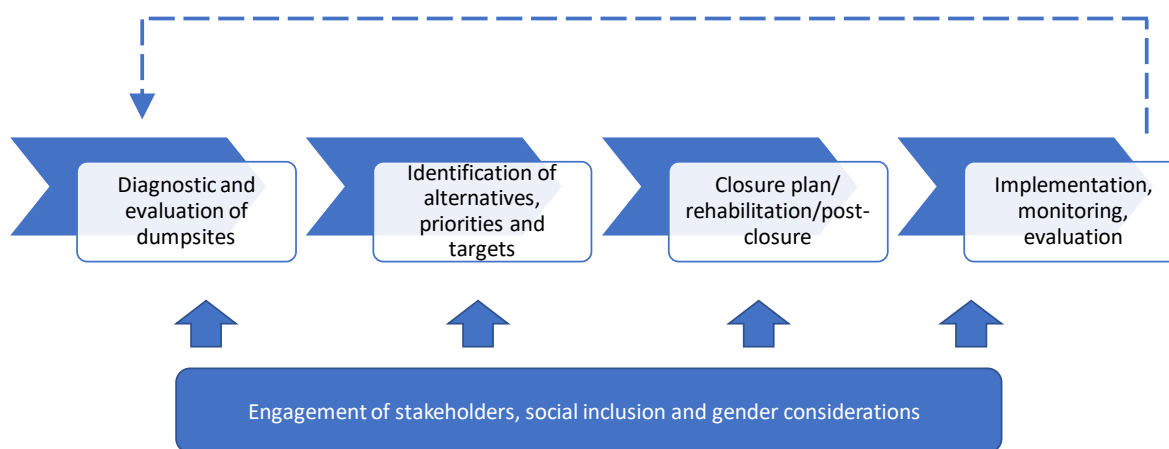 Diagnostic and
evaluation of
dumpsites
Identification of
alternatives,
priorities and
targets
Closure plan/
rehabilitation/post-
closure
Implementation,
monitoring,
evaluation
Engagement of stakeholders, social inclusion and gender considerations